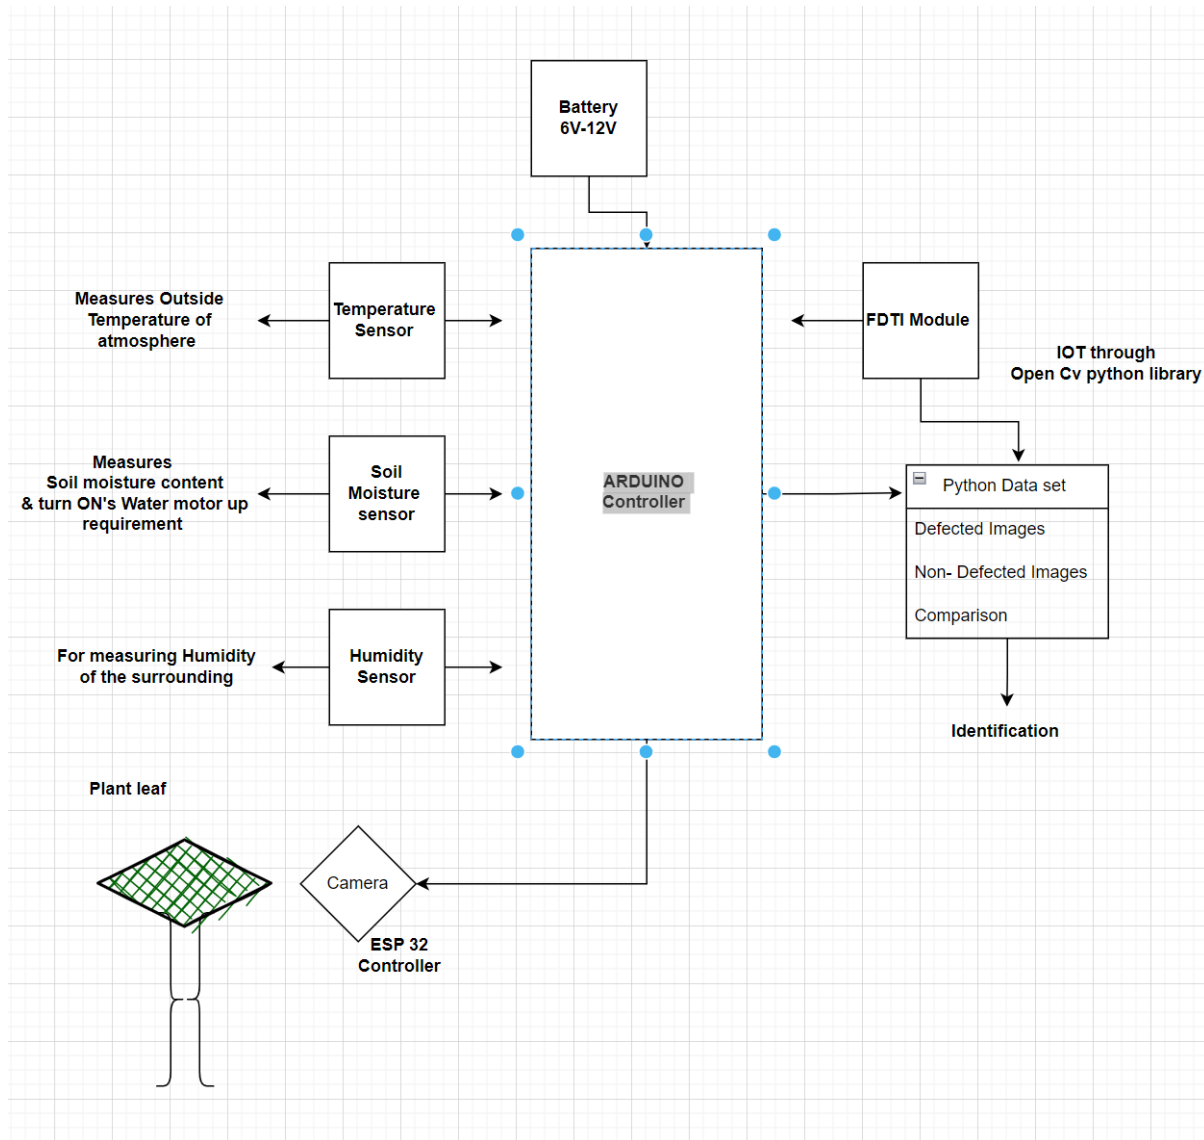 Battery
6V-12V
Measures Outside
Temperature of
atmosphere
Temperature
Sensor
FDTI Module
IOT through
Open Cv python library
Measures
Soil moisture content
& turn ON's Water motor up
requirement
Soil
Moisture
sensor
ARDUINO
Controller
Python Data set
Defected Images
Non- Defected Images
Comparison
For measuring Humidity
of the surrounding
Humidity
Sensor
Identification
Plant leaf
Camera
ESP 32
Controller